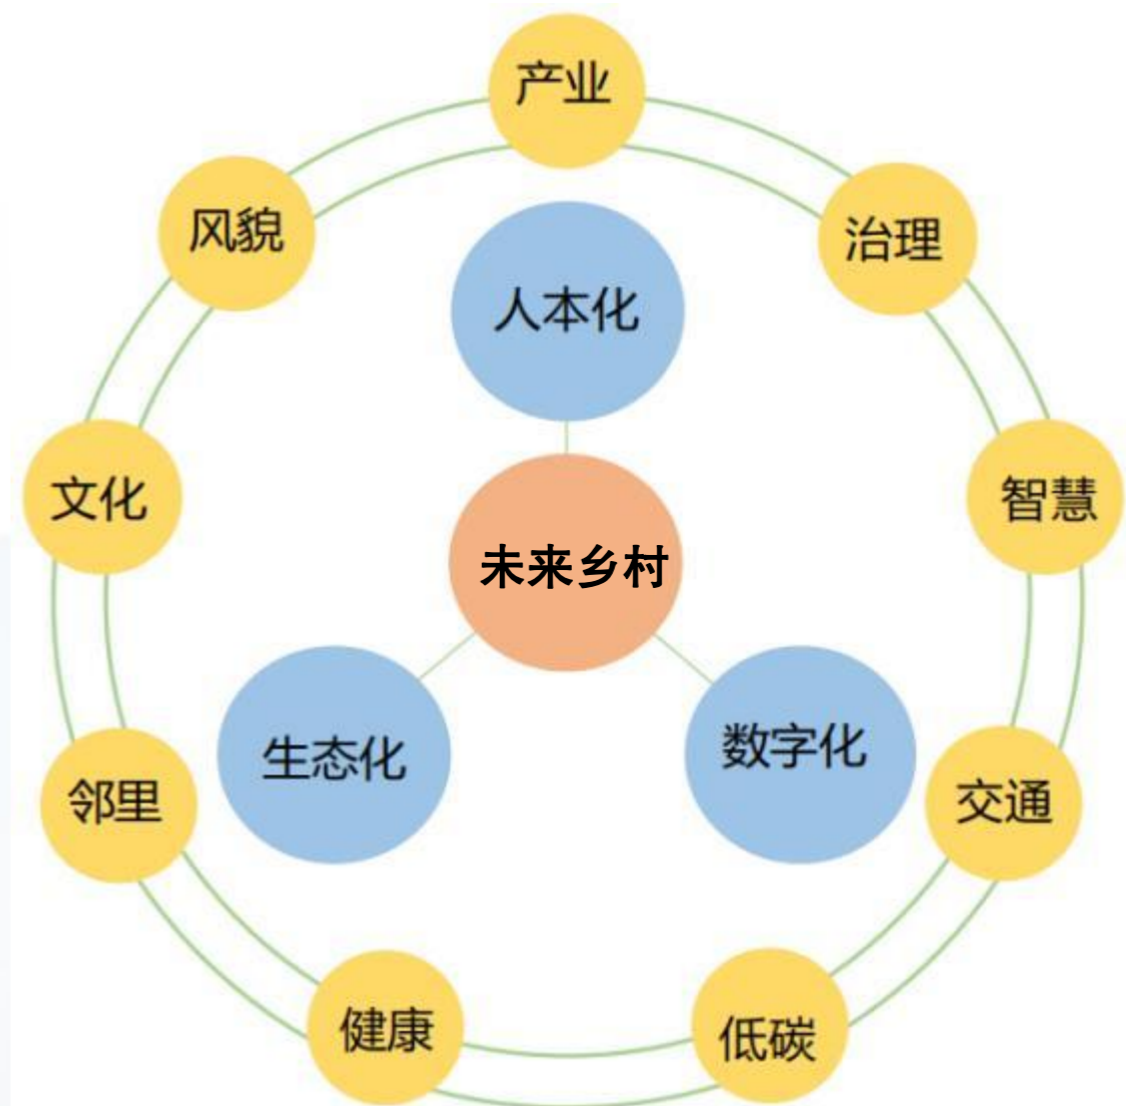 产业
风貌
治理
人本化
文化
智慧
未来乡村
生态化
数字化
邻里
交通
健康
低碳